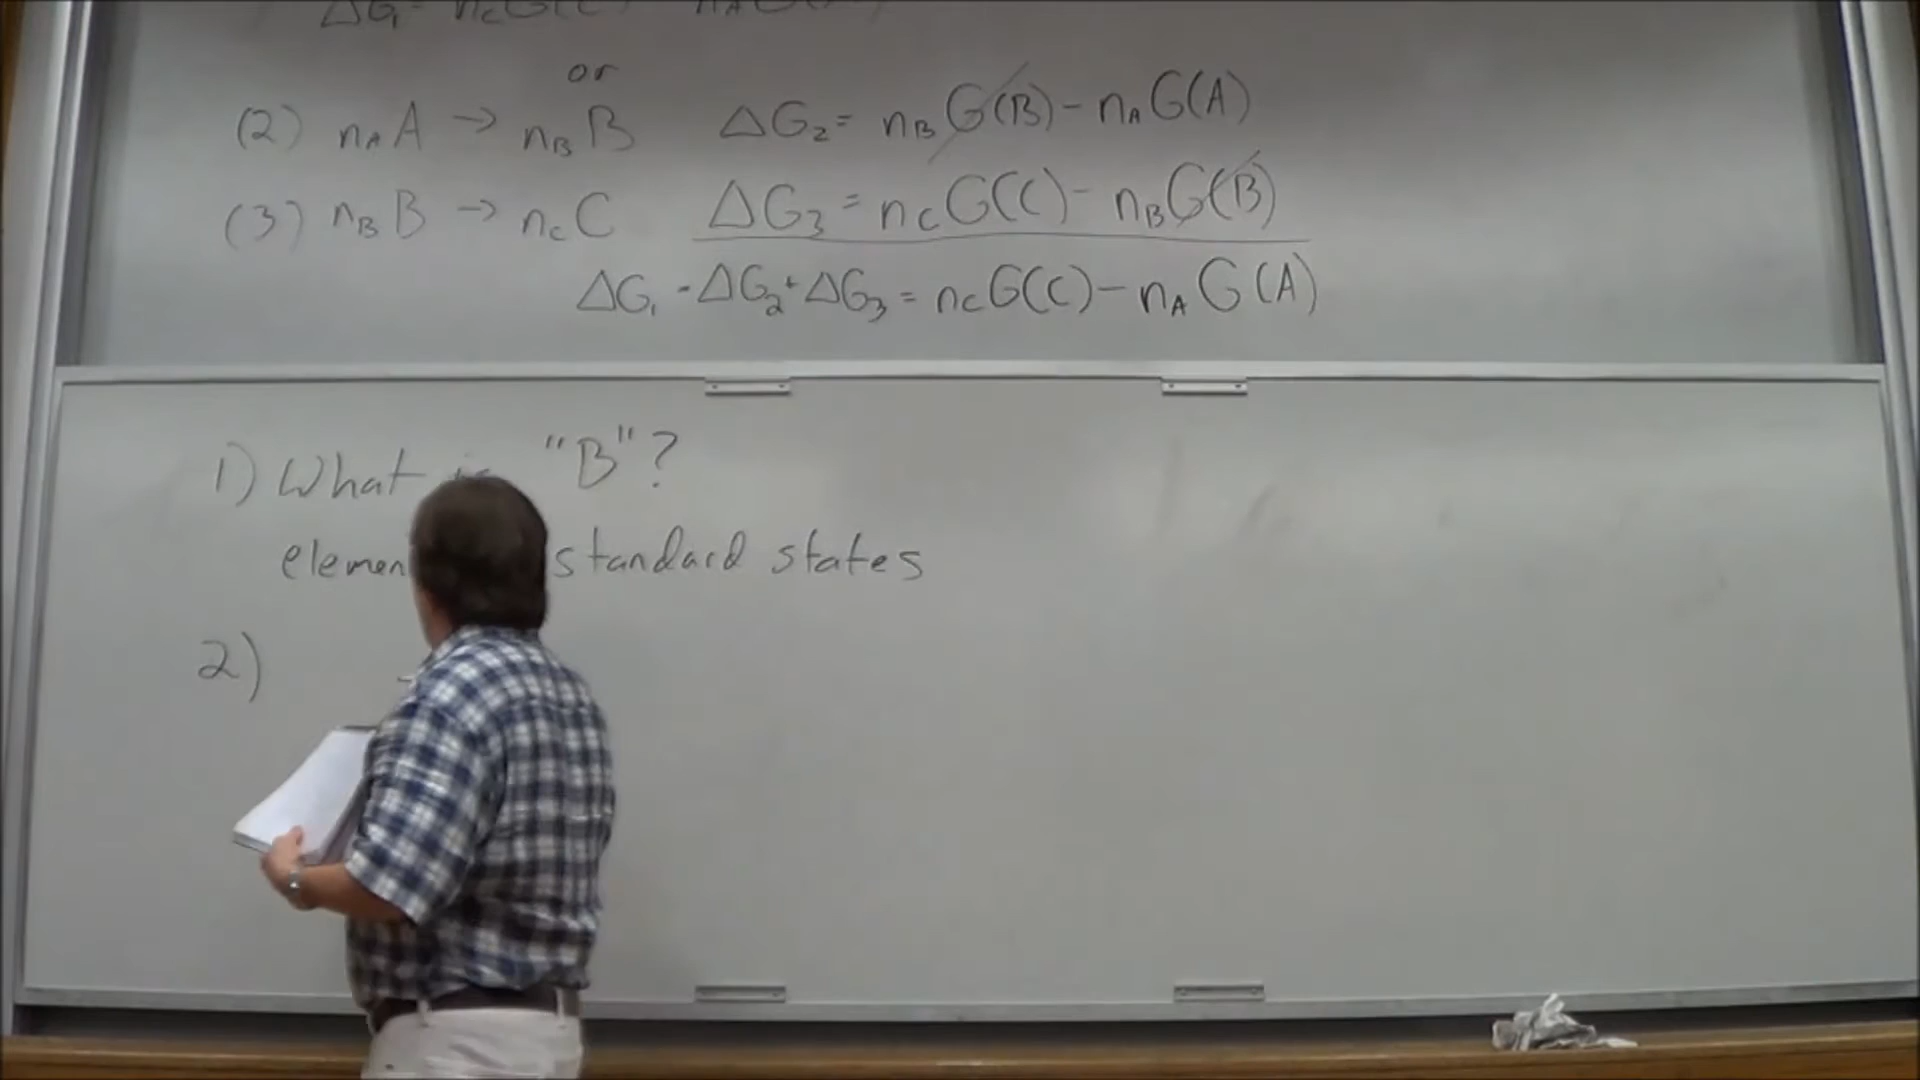 or
(2) nA A → nB B ΔG2 = nB G(B) - nA G(A)
(3) nB B → nC C ΔG3 = nC G(C) - nB G(B)
ΔG1 = ΔG2 + ΔG3 = nC G(C) - nA G(A)
1) What is "B"?
elemen standard states
2)